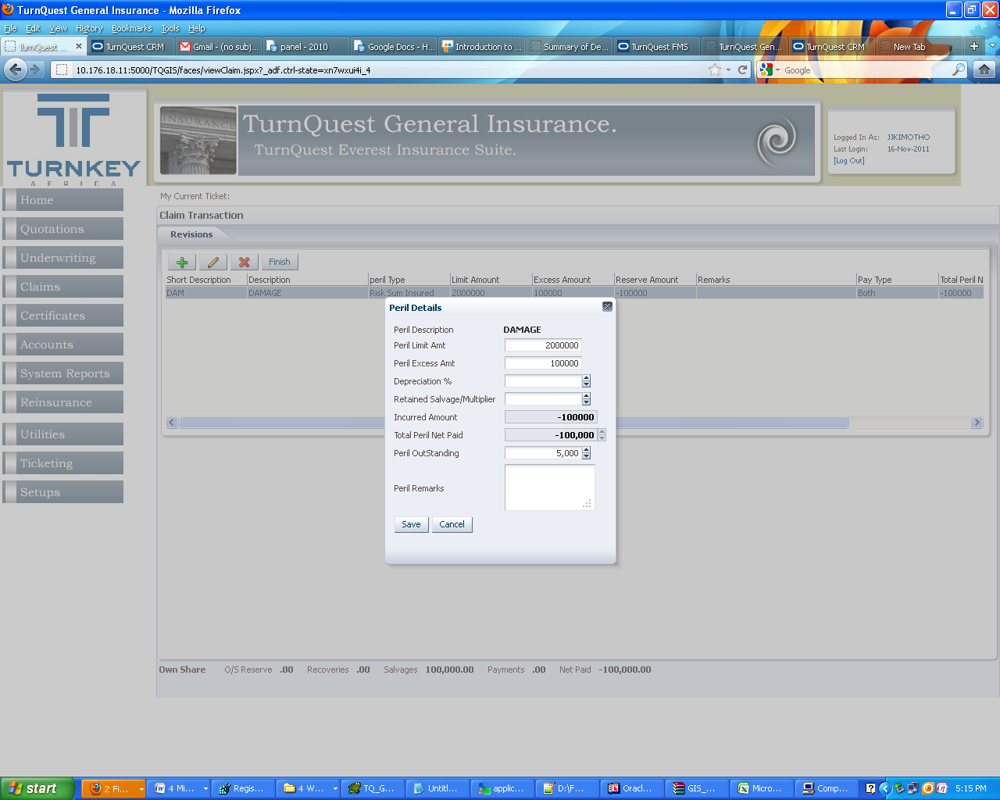 TurnQuest General Insurance - Mozilla Firefox
File Edit View History Bookmarks Tools Help
TurnQuest ... TurnQuest CRM Gmail - (no subj... panel - 2010 Google Docs - H... Introduction to ... Summary of De... TurnQuest FMS TurnQuest Gen... TurnQuest CRM New Tab
10.176.18.11:5000/TQGIS/faces/viewClaim.jspx?_adf.ctrl-state=xn7wxui4i_4 Google
TURNKEY
AFRICA
INSURANCE
TurnQuest General Insurance.
TurnQuest Everest Insurance Suite.
Logged In As: JJKIMOTHO
Last Login: 16-Nov-2011
[Log Out]
Home
Quotations
Underwriting
Claims
Certificates
Accounts
System Reports
Reinsurance
Utilities
Ticketing
Setups
My Current Ticket:
Claim Transaction
Revisions
Finish
Short Description Description peril Type Limit Amount Excess Amount Reserve Amount Remarks Pay Type Total Peril N
DAM DAMAGE Risk Sum Insured 2000000 100000 -100000 Both -100000
Peril Details
Peril Description DAMAGE
Peril Limit Amt 2000000
Peril Excess Amt 100000
Depreciation %
Retained Salvage/Multiplier
Incurred Amount -100000
Total Peril Net Paid -100,000
Peril OutStanding 5,000
Peril Remarks
Save Cancel
Own Share O/S Reserve .00 Recoveries .00 Salvages 100,000.00 Payments .00 Net Paid -100,000.00
start 2 Fi... 4 Mi... Regis... 4 W... TQ_G... Untitl... applic... D:\F... Oracl... GIS_... Micro... Comp... 5:15 PM